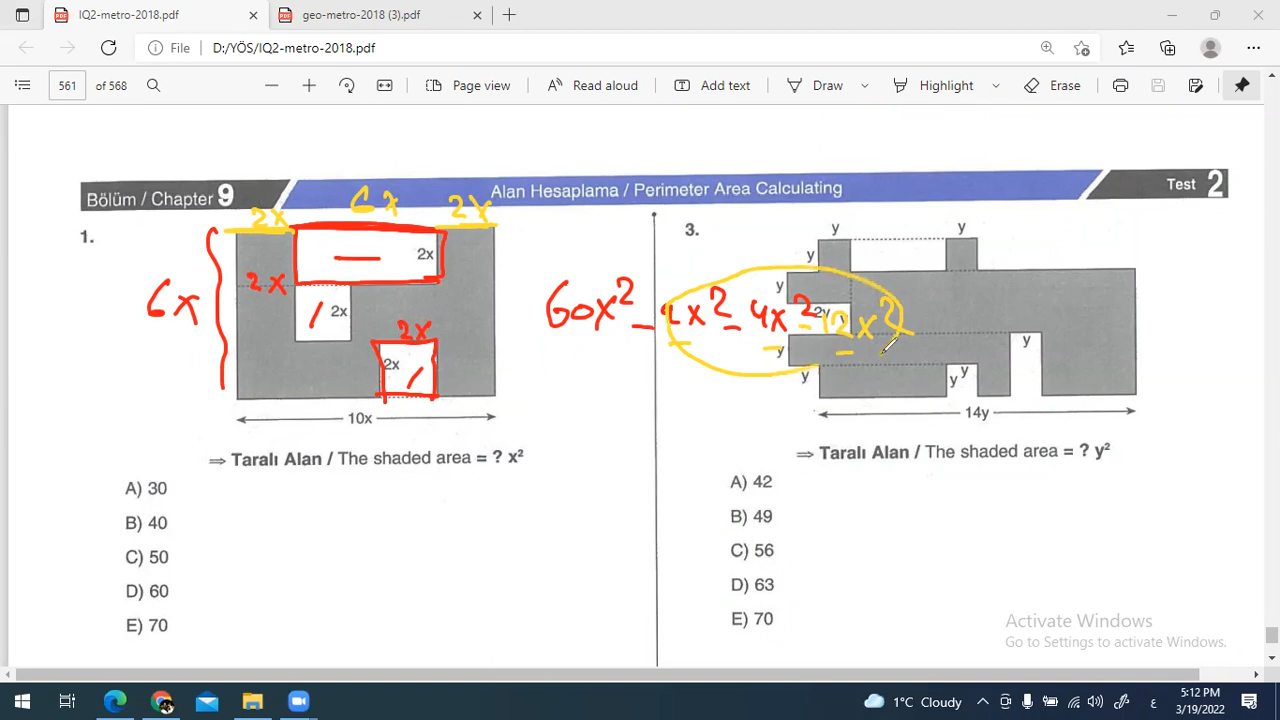 IQ2-metro-2018.pdf
geo-metro-2018 (3).pdf
File
D:/YÖS/IQ2-metro-2018.pdf
561
of 568
Page view
Read aloud
Add text
Draw
Highlight
Erase
Bölüm / Chapter 9
Alan Hesaplama / Perimeter Area Calculating
Test 2
1.
2x
6x
2x
2x
2x
2x
6x
2x
2x
10x
⇒ Taralı Alan / The shaded area = ? x²
A) 30
B) 40
C) 50
D) 60
E) 70
60x² - 4x² - 4x² - 12x²
3.
y
y
y
y
2y
y
y
y
y
y
14y
⇒ Taralı Alan / The shaded area = ? y²
A) 42
B) 49
C) 56
D) 63
E) 70
Activate Windows
Go to Settings to activate Windows.
1°C Cloudy
ع
5:12 PM
3/19/2022